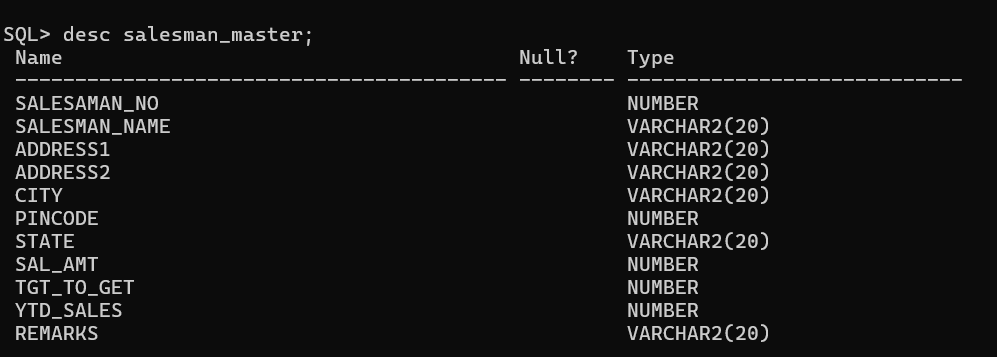 SQL> desc salesman_master;
Name Null? Type
----------------------------------------- -------- ----------------------------
SALESAMAN_NO NUMBER
SALESMAN_NAME VARCHAR2(20)
ADDRESS1 VARCHAR2(20)
ADDRESS2 VARCHAR2(20)
CITY VARCHAR2(20)
PINCODE NUMBER
STATE VARCHAR2(20)
SAL_AMT NUMBER
TGT_TO_GET NUMBER
YTD_SALES NUMBER
REMARKS VARCHAR2(20)